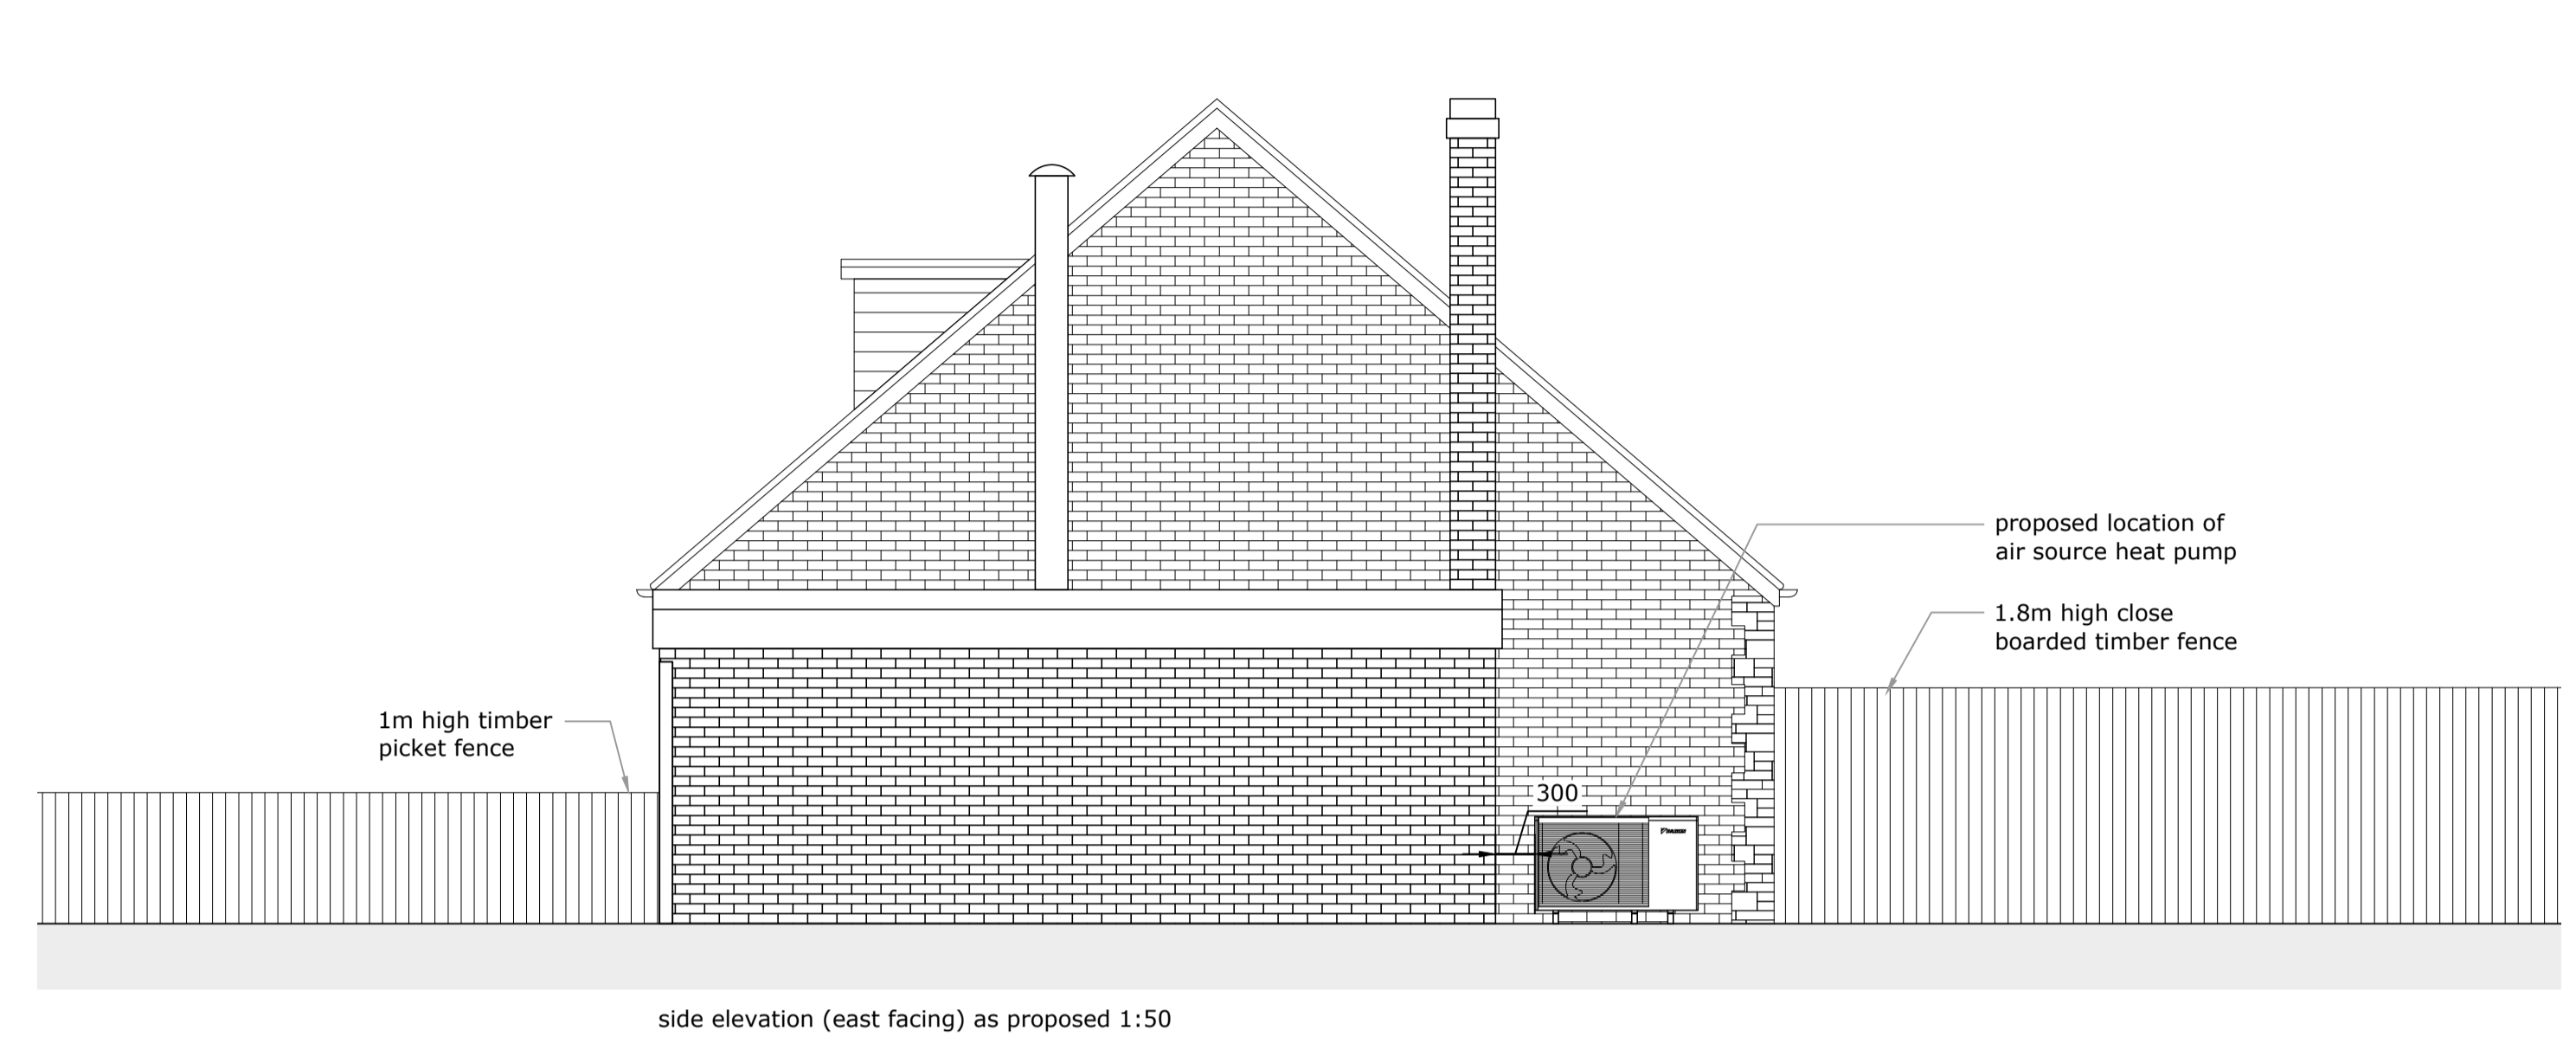 proposed location of
air source heat pump
1.8m high close
boarded timber fence
1m high timber
picket fence
300
DAIKIN
side elevation (east facing) as proposed 1:50